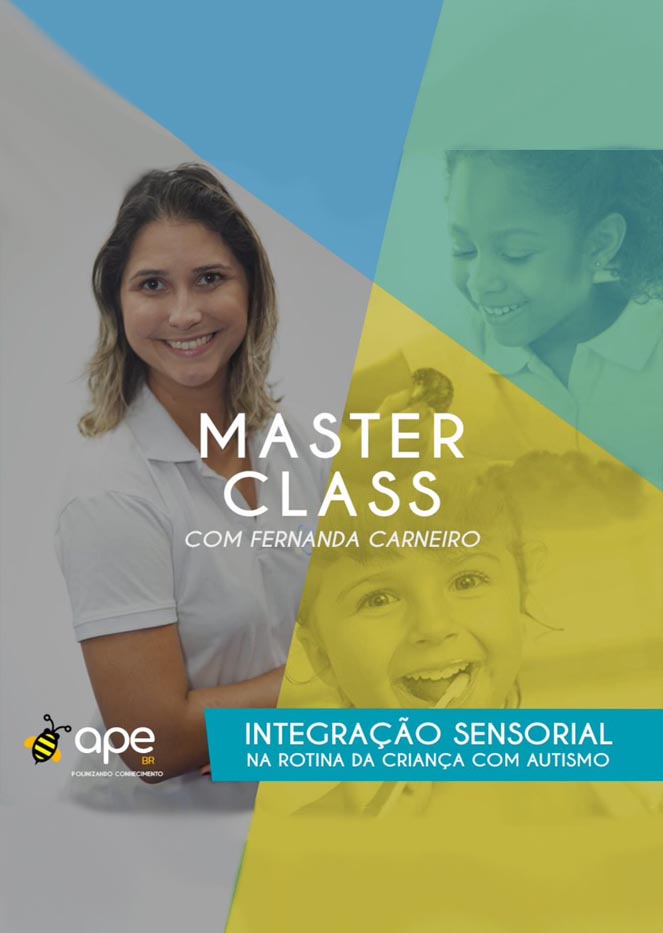 MASTER
CLASS
COM FERNANDA CARNEIRO
INTEGRAÇÃO SENSORIAL
NA ROTINA DA CRIANÇA COM AUTISMO
ape
BR
POLINIZANDO CONHECIMENTO